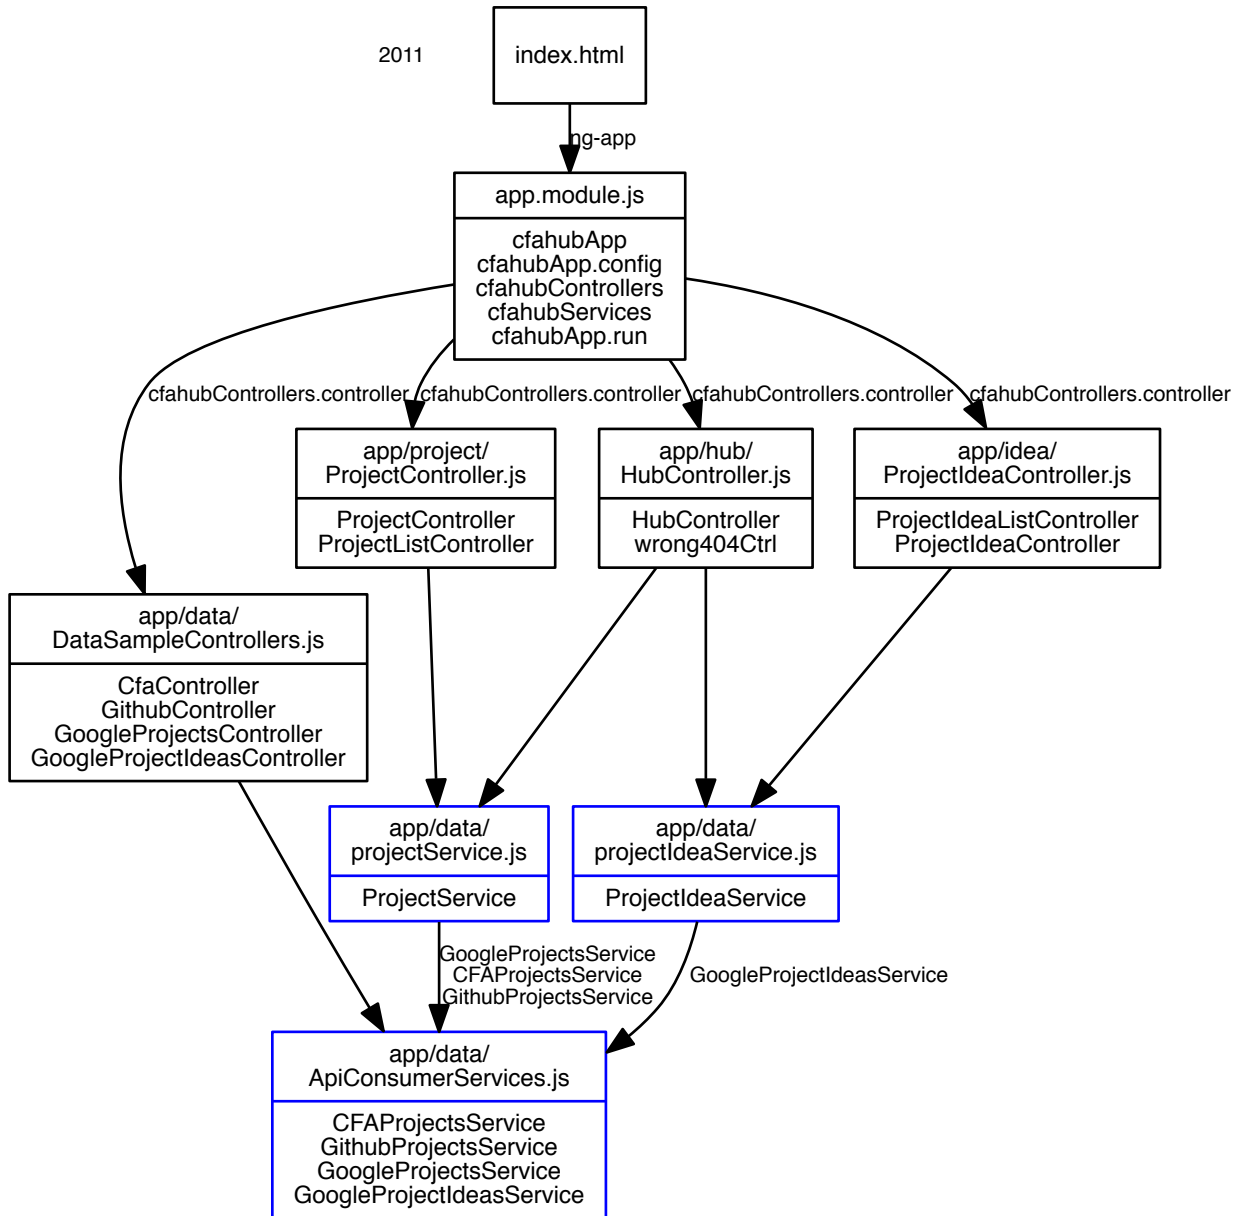 2011
index.html
ng-app
app.module.js
cfahubApp
cfahubApp.config
cfahubControllers
cfahubServices
cfahubApp.run
cfahubControllers.controller
cfahubControllers.controller
cfahubControllers.controller
cfahubControllers.controller
app/project/
ProjectController.js
ProjectController
ProjectListController
app/hub/
HubController.js
HubController
wrong404Ctrl
app/idea/
ProjectIdeaController.js
ProjectIdeaListController
ProjectIdeaController
app/data/
DataSampleControllers.js
CfaController
GithubController
GoogleProjectsController
GoogleProjectIdeasController
app/data/
projectService.js
ProjectService
app/data/
projectIdeaService.js
ProjectIdeaService
GoogleProjectsService
CFAProjectsService
GithubProjectsService
GoogleProjectIdeasService
app/data/
ApiConsumerServices.js
CFAProjectsService
GithubProjectsService
GoogleProjectsService
GoogleProjectIdeasService